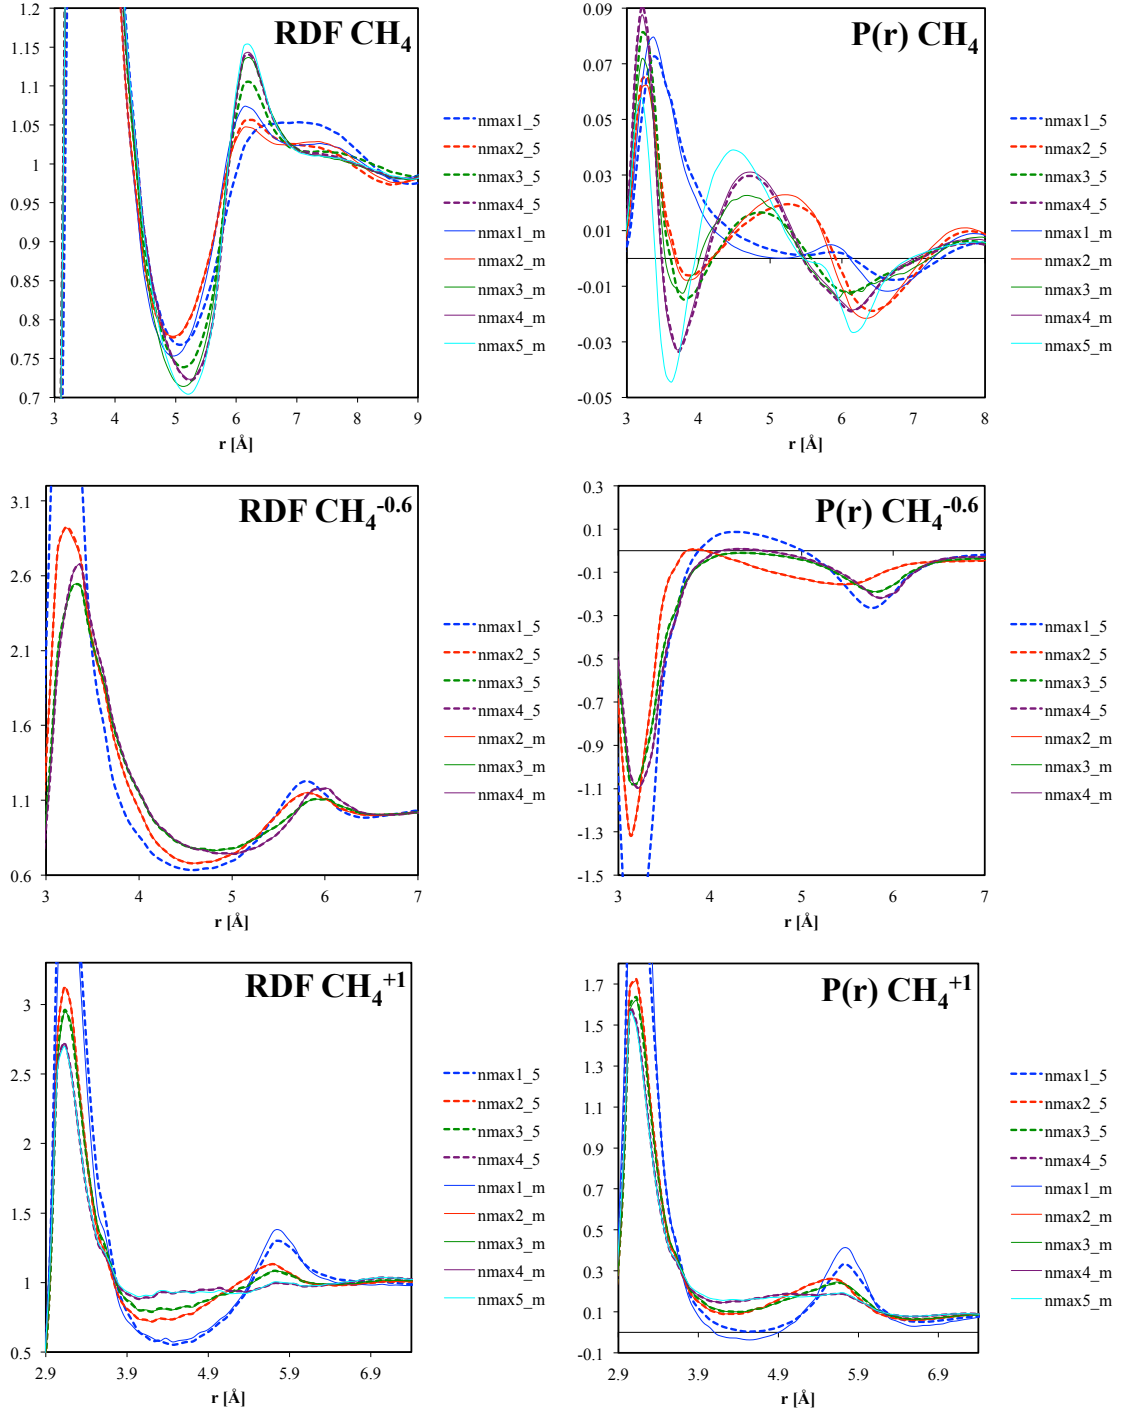 RDF CH4
1.2
1.15
1.1
1.05
1
0.95
0.9
0.85
0.8
0.75
0.7
3 4 5 6 7 8 9
r [Å]
nmax1_5
nmax2_5
nmax3_5
nmax4_5
nmax1_m
nmax2_m
nmax3_m
nmax4_m
nmax5_m
P(r) CH4
0.09
0.07
0.05
0.03
0.01
-0.01
-0.03
-0.05
3 4 5 6 7 8
r [Å]
nmax1_5
nmax2_5
nmax3_5
nmax4_5
nmax1_m
nmax2_m
nmax3_m
nmax4_m
nmax5_m
RDF CH4-0.6
3.1
2.6
2.1
1.6
1.1
0.6
3 4 5 6 7
r [Å]
nmax1_5
nmax2_5
nmax3_5
nmax4_5
nmax2_m
nmax3_m
nmax4_m
P(r) CH4-0.6
0.3
0.1
-0.1
-0.3
-0.5
-0.7
-0.9
-1.1
-1.3
-1.5
3 4 5 6 7
r [Å]
nmax1_5
nmax2_5
nmax3_5
nmax4_5
nmax2_m
nmax3_m
nmax4_m
RDF CH4+1
3
2.5
2
1.5
1
0.5
2.9 3.9 4.9 5.9 6.9
r [Å]
nmax1_5
nmax2_5
nmax3_5
nmax4_5
nmax1_m
nmax2_m
nmax3_m
nmax4_m
nmax5_m
P(r) CH4+1
1.7
1.5
1.3
1.1
0.9
0.7
0.5
0.3
0.1
-0.1
2.9 3.9 4.9 5.9 6.9
r [Å]
nmax1_5
nmax2_5
nmax3_5
nmax4_5
nmax1_m
nmax2_m
nmax3_m
nmax4_m
nmax5_m